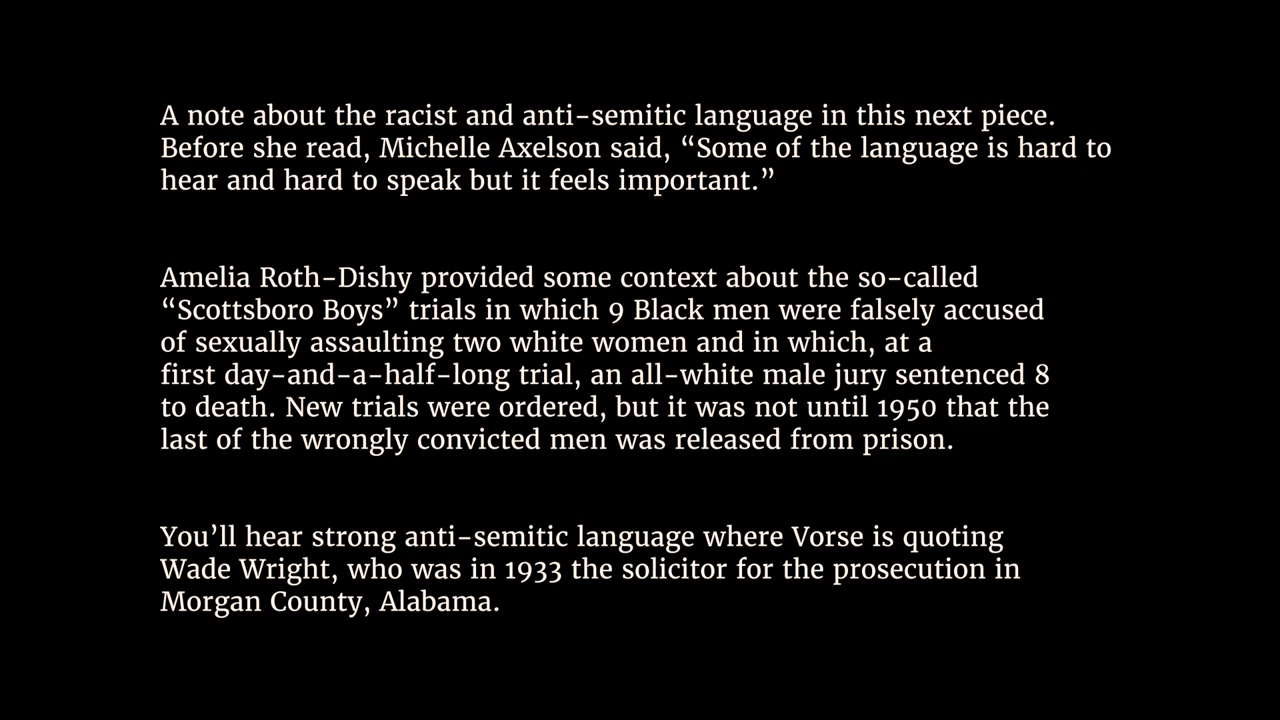 A note about the racist and anti-semitic language in this next piece.
Before she read, Michelle Axelson said, “Some of the language is hard to
hear and hard to speak but it feels important.”
Amelia Roth-Dishy provided some context about the so-called
“Scottsboro Boys” trials in which 9 Black men were falsely accused
of sexually assaulting two white women and in which, at a
first day-and-a-half-long trial, an all-white male jury sentenced 8
to death. New trials were ordered, but it was not until 1950 that the
last of the wrongly convicted men was released from prison.
You’ll hear strong anti-semitic language where Vorse is quoting
Wade Wright, who was in 1933 the solicitor for the prosecution in
Morgan County, Alabama.